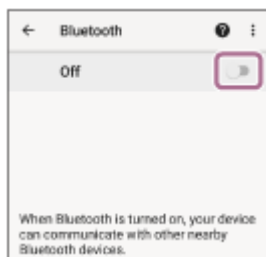 Bluetooth
Off
When Bluetooth is turned on, your device
can communicate with other nearby
Bluetooth devices.